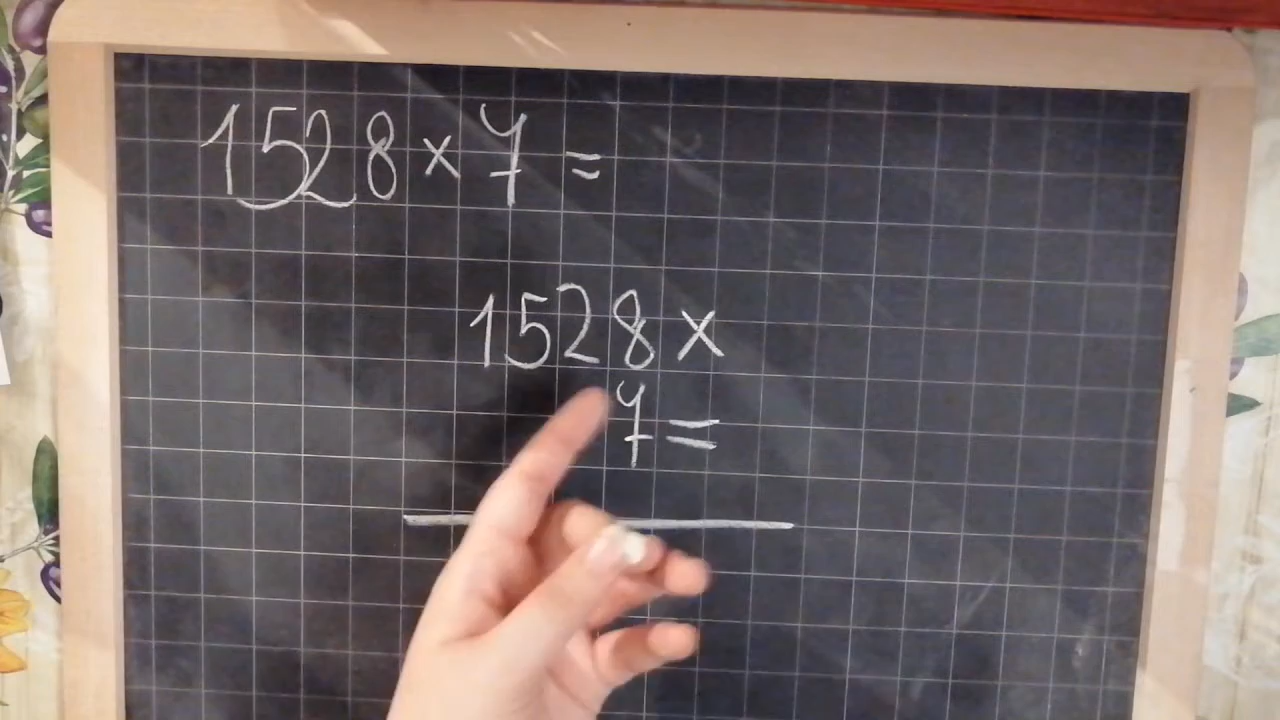 1528 × 7 =
1528 ×
7 =